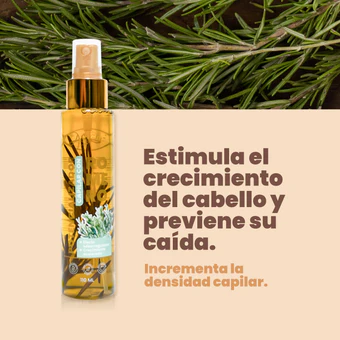 Estimula el
crecimiento
del cabello y
previene su
caída.
Incrementa la
densidad capilar.